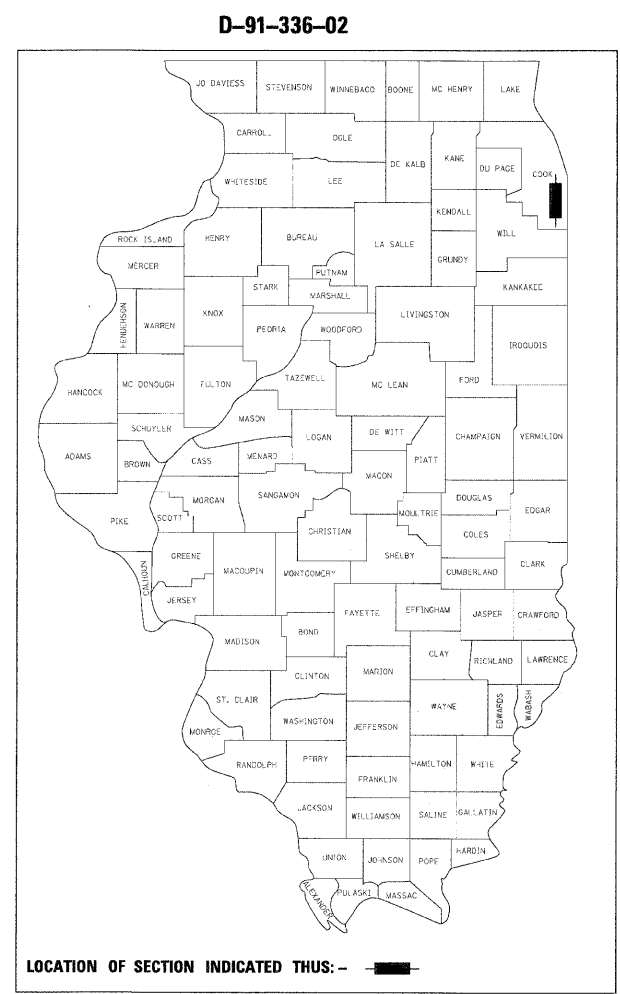 D-91-336-02
JO DAVIESS
STEVENSON
WINNEBAGO
BOONE
MC HENRY
LAKE
CARROLL
OGLE
DE KALB
KANE
DU PAGE
COOK
WHITESIDE
LEE
KENDALL
ROCK ISLAND
HENRY
BUREAU
LA SALLE
WILL
GRUNDY
MERCER
PUTNAM
STARK
MARSHALL
KANKAKEE
HENDERSON
WARREN
KNOX
PEORIA
WOODFORD
LIVINGSTON
IROQUOIS
HANCOCK
MC DONOUGH
FULTON
TAZEWELL
MC LEAN
FORD
SCHUYLER
MASON
LOGAN
DE WITT
CHAMPAIGN
VERMILION
ADAMS
BROWN
CASS
MENARD
PIATT
MACON
PIKE
SCOTT
MORGAN
SANGAMON
MOULTRIE
DOUGLAS
EDGAR
CHRISTIAN
COLES
GREENE
CALHOUN
MACOUPIN
MONTGOMERY
SHELBY
CUMBERLAND
CLARK
JERSEY
FAYETTE
EFFINGHAM
JASPER
CRAWFORD
MADISON
BOND
CLAY
RICHLAND
LAWRENCE
CLINTON
MARION
ST. CLAIR
WAYNE
EDWARDS
WABASH
MONROE
WASHINGTON
JEFFERSON
RANDOLPH
PERRY
HAMILTON
WHITE
FRANKLIN
JACKSON
WILLIAMSON
SALINE
GALLATIN
UNION
JOHNSON
POPE
HARDIN
ALEXANDER
PULASKI
MASSAC
LOCATION OF SECTION INDICATED THUS: -